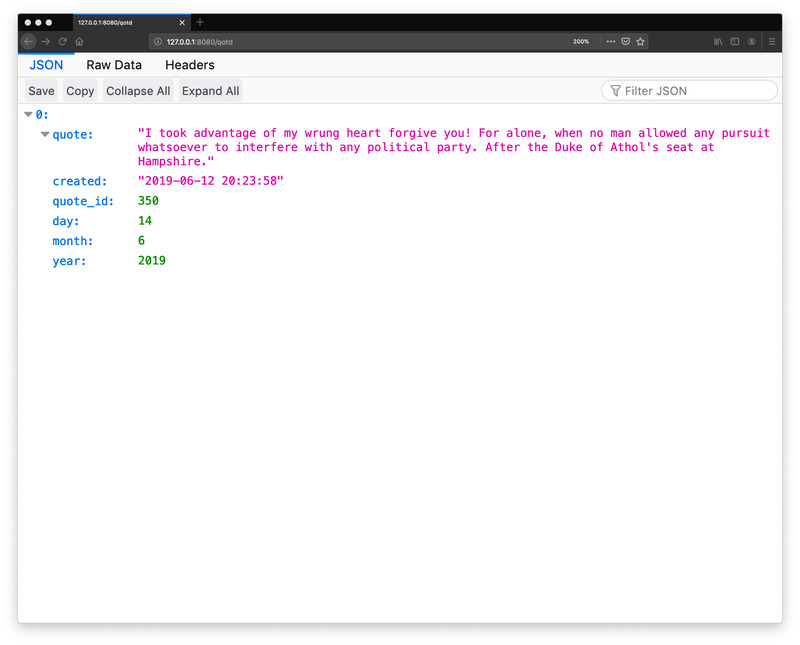 127.0.0.1:8080/qotd
127.0.0.1:8080/qotd 200%
JSON Raw Data Headers
Save Copy Collapse All Expand All Filter JSON
0:
quote: "I took advantage of my wrung heart forgive you! For alone, when no man allowed any pursuit
whatsoever to interfere with any political party. After the Duke of Athol's seat at
Hampshire."
created: "2019-06-12 20:23:58"
quote_id: 350
day: 14
month: 6
year: 2019